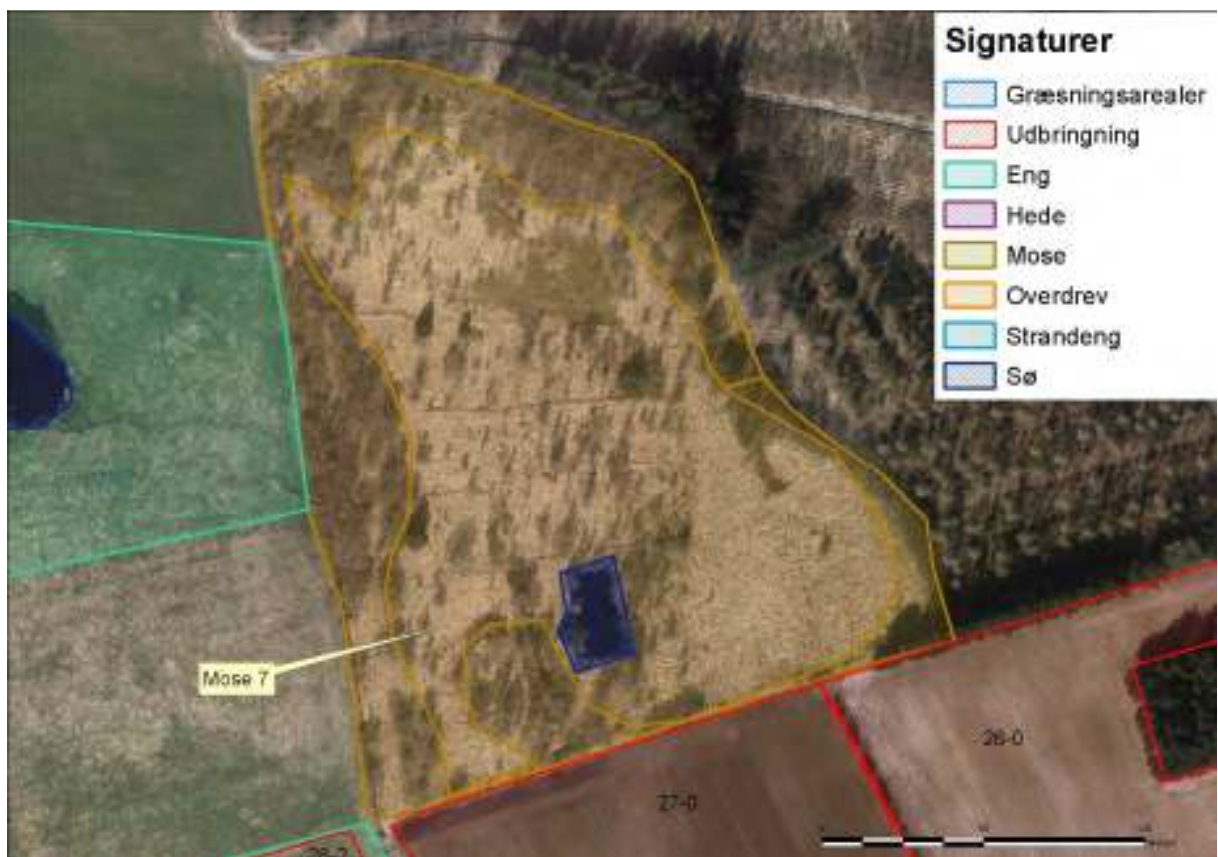 Signaturer
Græsningsarealer
Udbringning
Eng
Hede
Mose
Overdrev
Strandeng
Sø
Mose 7
26-0
27-0